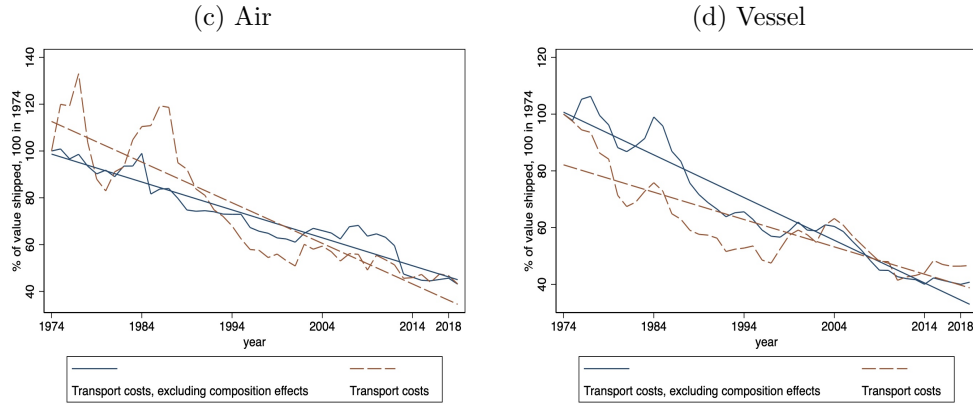 (c) Air
% of value shipped, 100 in 1974
140
120
100
80
60
40
1974
1984
1994
2004
2014
2018
year
Transport costs, excluding composition effects
Transport costs
(d) Vessel
% of value shipped, 100 in 1974
120
100
80
60
40
1974
1984
1994
2004
2014
2018
year
Transport costs, excluding composition effects
Transport costs